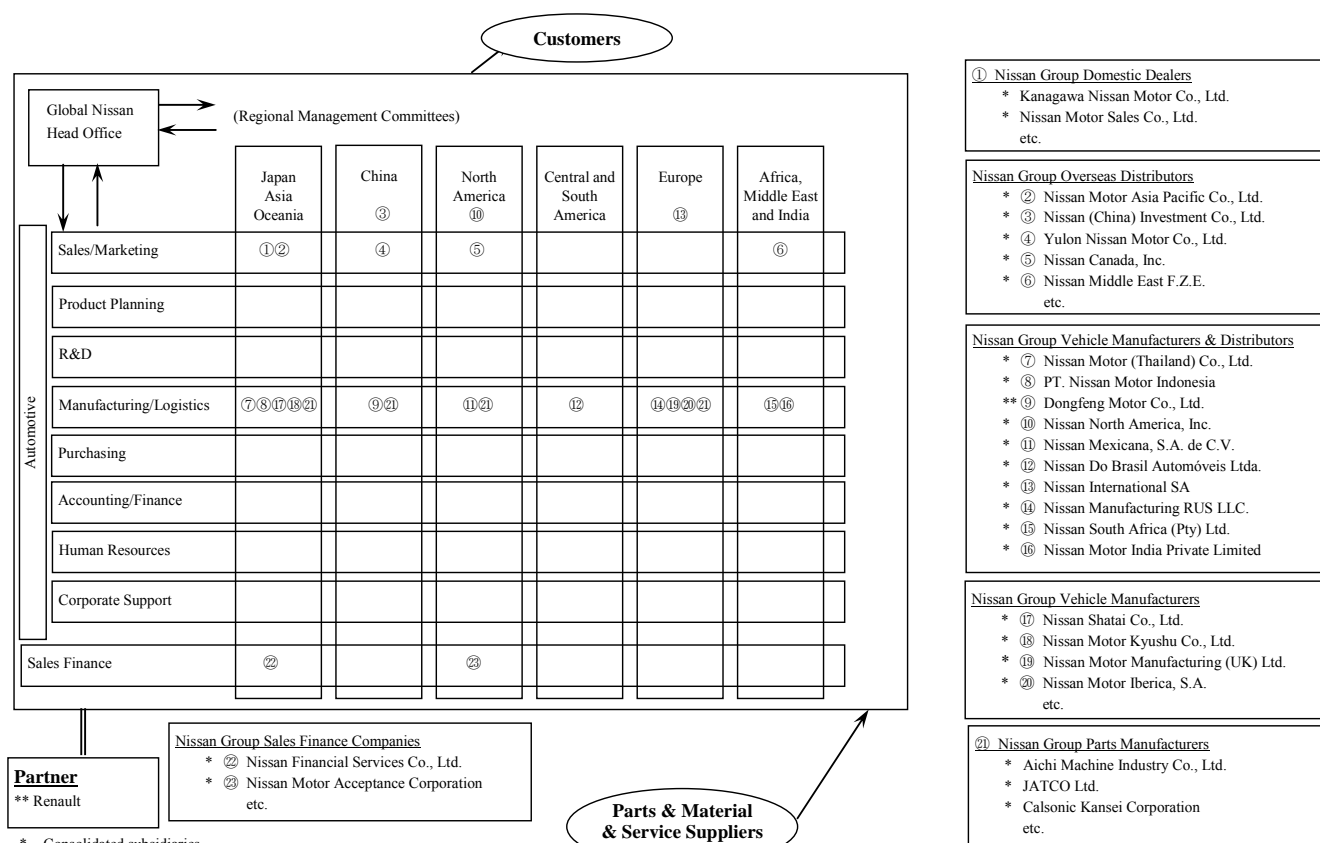 Customers
Global Nissan
Head Office
(Regional Management Committees)
Japan
Asia
Oceania
China
③
North
America
⑩
Central and
South
America
Europe
⑬
Africa,
Middle East
and India
Automotive
Sales/Marketing
①②
④
⑤
⑥
Product Planning
R&D
Manufacturing/Logistics
⑦⑧⑰⑱㉑
⑨㉑
⑪㉑
⑫
⑭⑲⑳㉑
⑮⑯
Purchasing
Accounting/Finance
Human Resources
Corporate Support
Sales Finance
㉒
㉓
① Nissan Group Domestic Dealers
* Kanagawa Nissan Motor Co., Ltd.
* Nissan Motor Sales Co., Ltd.
etc.
Nissan Group Overseas Distributors
* ② Nissan Motor Asia Pacific Co., Ltd.
* ③ Nissan (China) Investment Co., Ltd.
* ④ Yulon Nissan Motor Co., Ltd.
* ⑤ Nissan Canada, Inc.
* ⑥ Nissan Middle East F.Z.E.
etc.
Nissan Group Vehicle Manufacturers & Distributors
* ⑦ Nissan Motor (Thailand) Co., Ltd.
* ⑧ PT. Nissan Motor Indonesia
** ⑨ Dongfeng Motor Co., Ltd.
* ⑩ Nissan North America, Inc.
* ⑪ Nissan Mexicana, S.A. de C.V.
* ⑫ Nissan Do Brasil Automóveis Ltda.
* ⑬ Nissan International SA
* ⑭ Nissan Manufacturing RUS LLC.
* ⑮ Nissan South Africa (Pty) Ltd.
* ⑯ Nissan Motor India Private Limited
Nissan Group Vehicle Manufacturers
* ⑰ Nissan Shatai Co., Ltd.
* ⑱ Nissan Motor Kyushu Co., Ltd.
* ⑲ Nissan Motor Manufacturing (UK) Ltd.
* ⑳ Nissan Motor Iberica, S.A.
etc.
㉑ Nissan Group Parts Manufacturers
* Aichi Machine Industry Co., Ltd.
* JATCO Ltd.
* Calsonic Kansei Corporation
etc.
Nissan Group Sales Finance Companies
* ㉒ Nissan Financial Services Co., Ltd.
* ㉓ Nissan Motor Acceptance Corporation
etc.
Partner
** Renault
Parts & Material
& Service Suppliers
* Consolidated subsidiaries